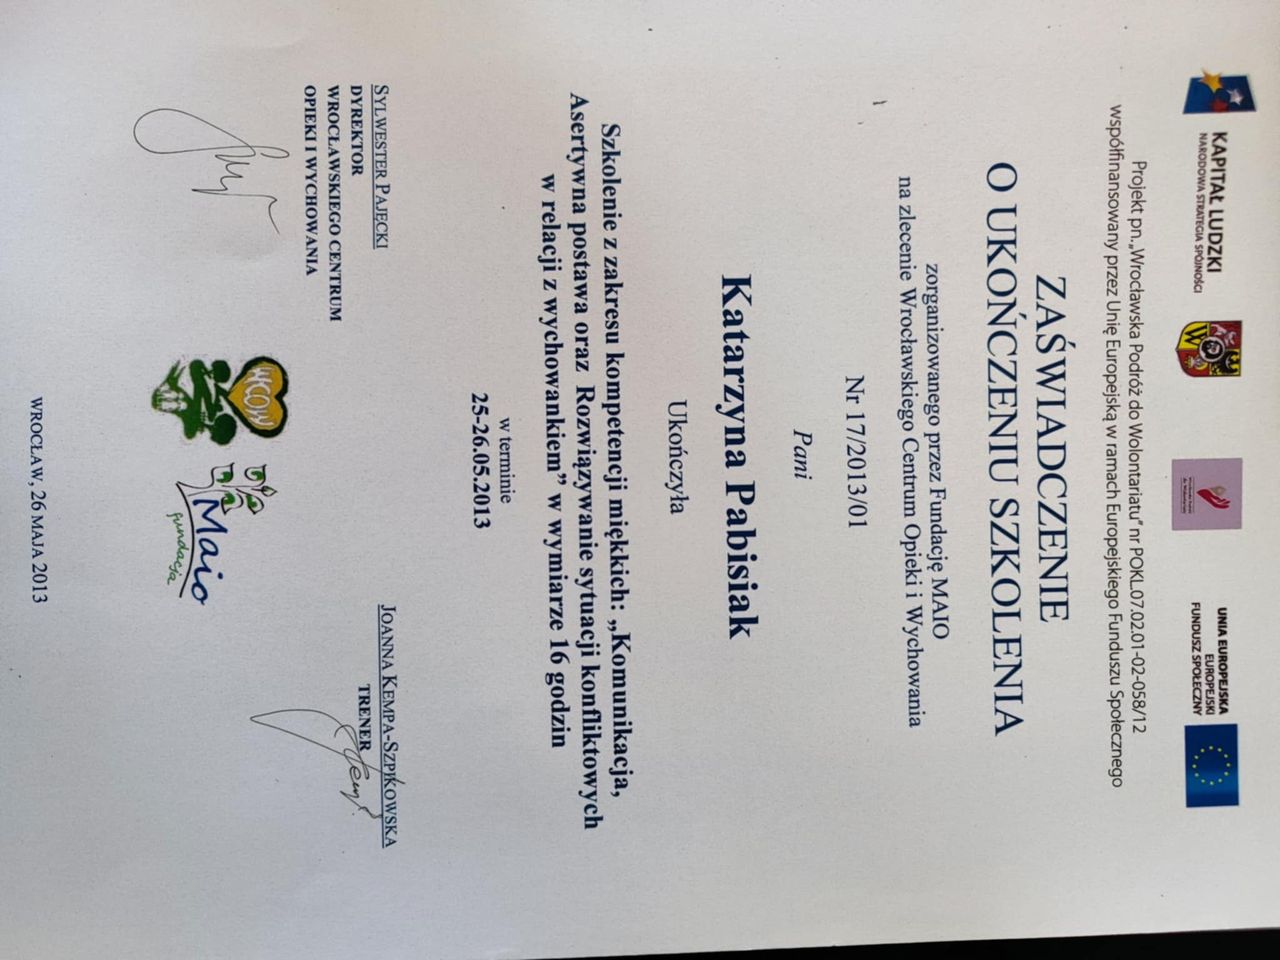 KAPITAŁ LUDZKI
NARODOWA STRATEGIA SPÓJNOŚCI
UNIA EUROPEJSKA
EUROPEJSKI
FUNDUSZ SPOŁECZNY
Projekt pn. „Wrocławska Podróż do Wolontariatu" nr POKL.07.02.01-02-058/12
współfinansowany przez Unię Europejską w ramach Europejskiego Funduszu Społecznego
ZAŚWIADCZENIE
O UKOŃCZENIU SZKOLENIA
zorganizowanego przez Fundację MAIO
na zlecenie Wrocławskiego Centrum Opieki i Wychowania
Nr 17/2013/01
Pani
Katarzyna Pabisiak
Ukończyła
Szkolenie z zakresu kompetencji miękkich: „Komunikacja,
Asertywna postawa oraz Rozwiązywanie sytuacji konfliktowych
w relacji z wychowankiem” w wymiarze 16 godzin
w terminie
25-26.05.2013
SYLWESTER PAJĘCKI
DYREKTOR
WROCŁAWSKIEGO CENTRUM
OPIEKI I WYCHOWANIA
JOANNA KEMPA-SZPIKOWSKA
TRENER
WCOW
Maio
fundacja
WROCŁAW, 26 MAJA 2013